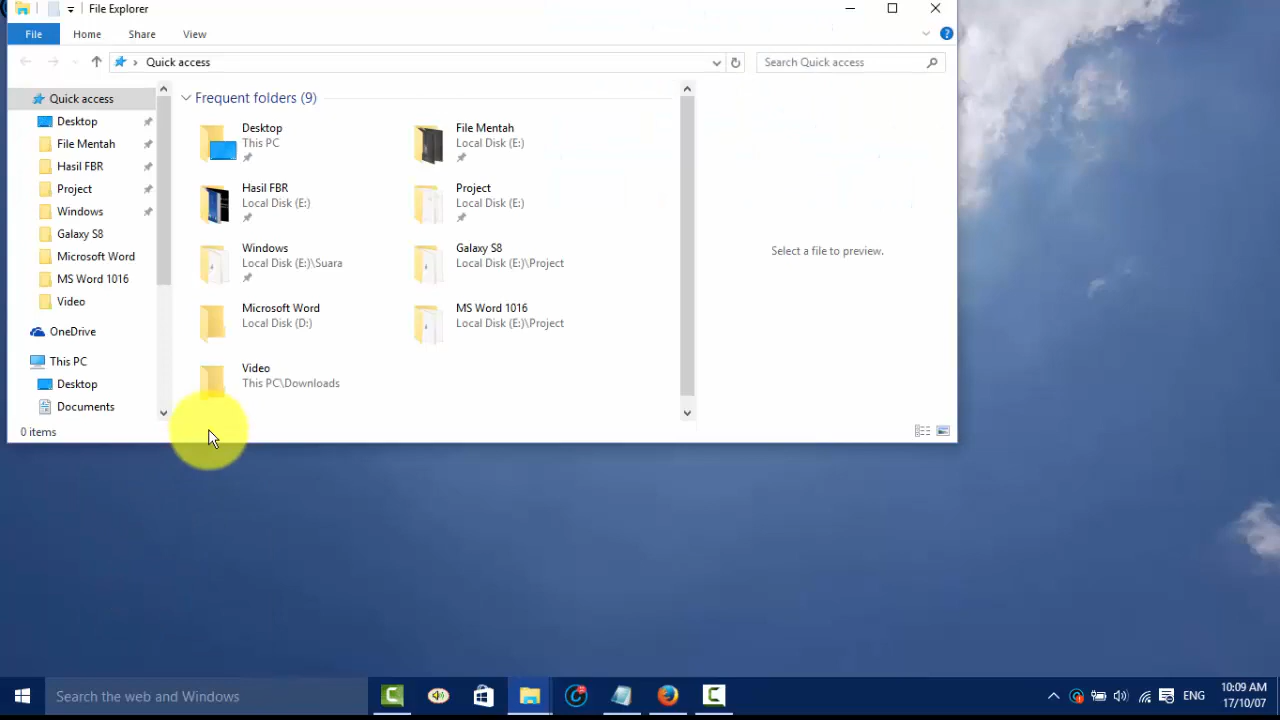 File Explorer
File Home Share View
Quick access
Search Quick access
Quick access
Desktop
File Mentah
Hasil FBR
Project
Windows
Galaxy S8
Microsoft Word
MS Word 1016
Video
OneDrive
This PC
Desktop
Documents
Frequent folders (9)
Desktop
This PC
File Mentah
Local Disk (E:)
Hasil FBR
Local Disk (E:)
Project
Local Disk (E:)
Windows
Local Disk (E:)\Suara
Galaxy S8
Local Disk (E:)\Project
Microsoft Word
Local Disk (D:)
MS Word 1016
Local Disk (E:)\Project
Video
This PC\Downloads
Select a file to preview.
0 items
Search the web and Windows
ENG
10:09 AM
17/10/07